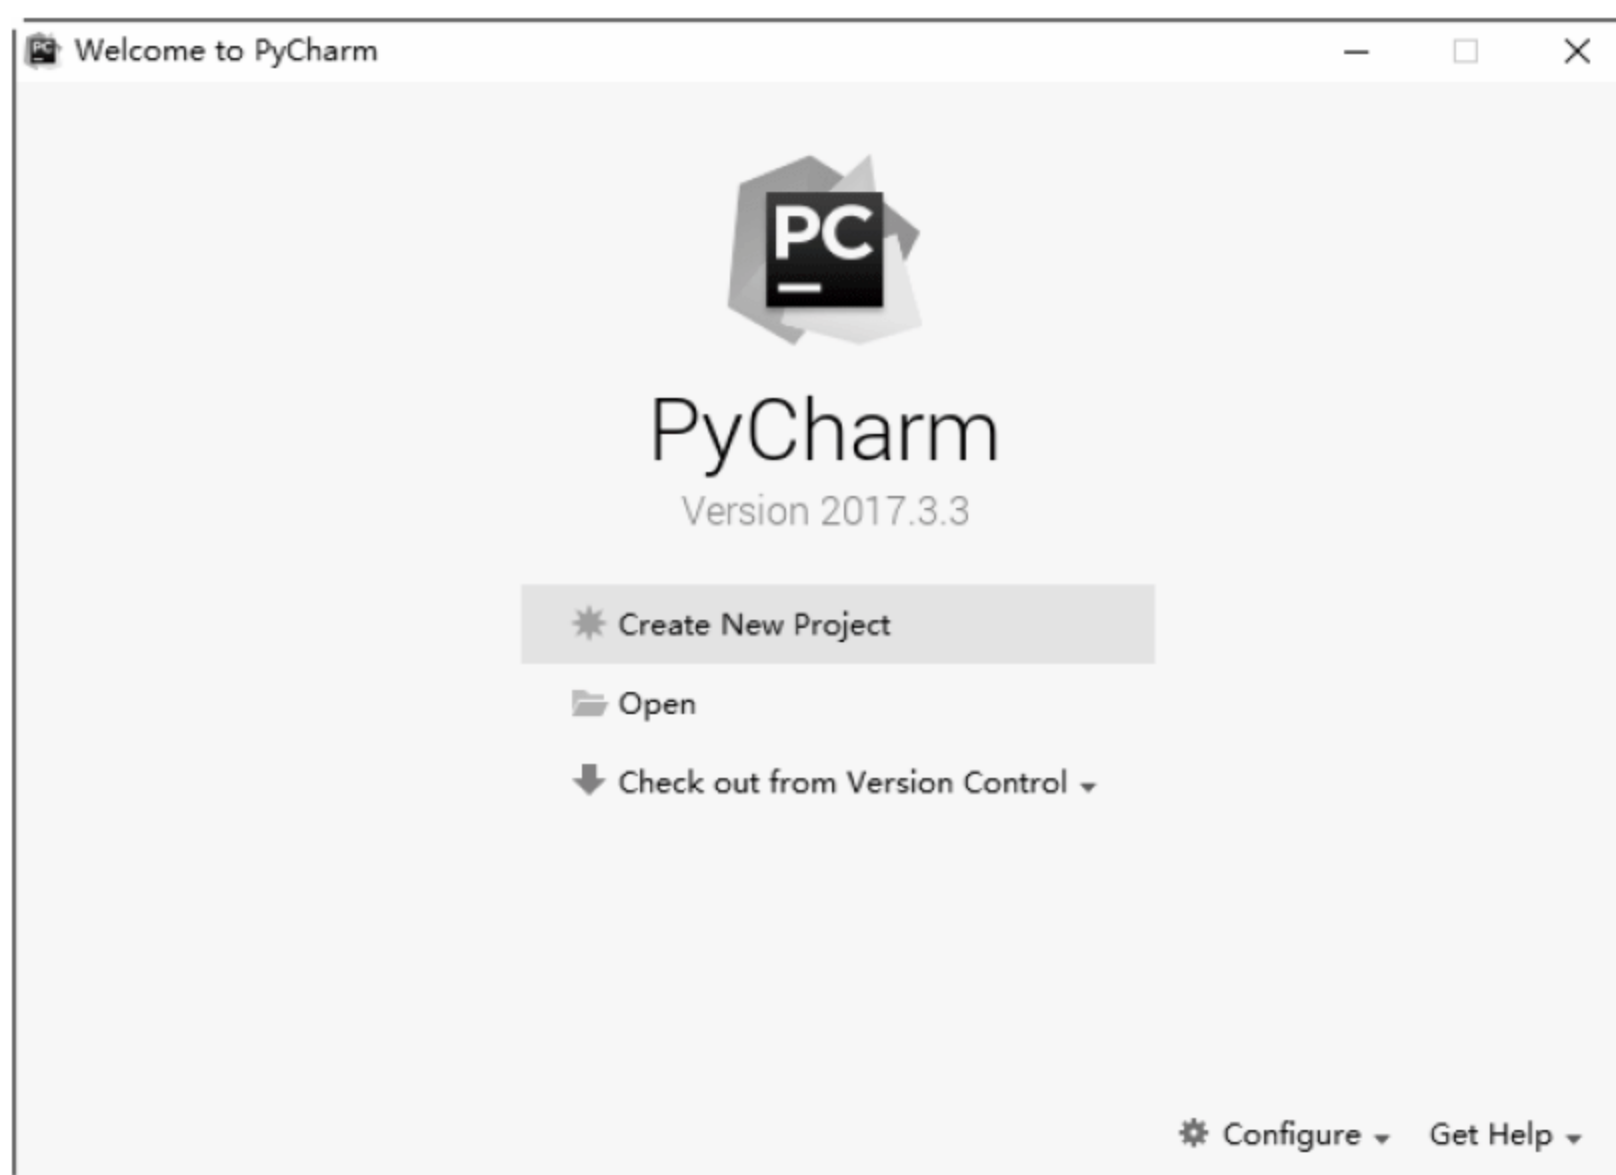 PC Welcome to PyCharm
PC
PyCharm
Version 2017.3.3
Create New Project
Open
Check out from Version Control
Configure Get Help